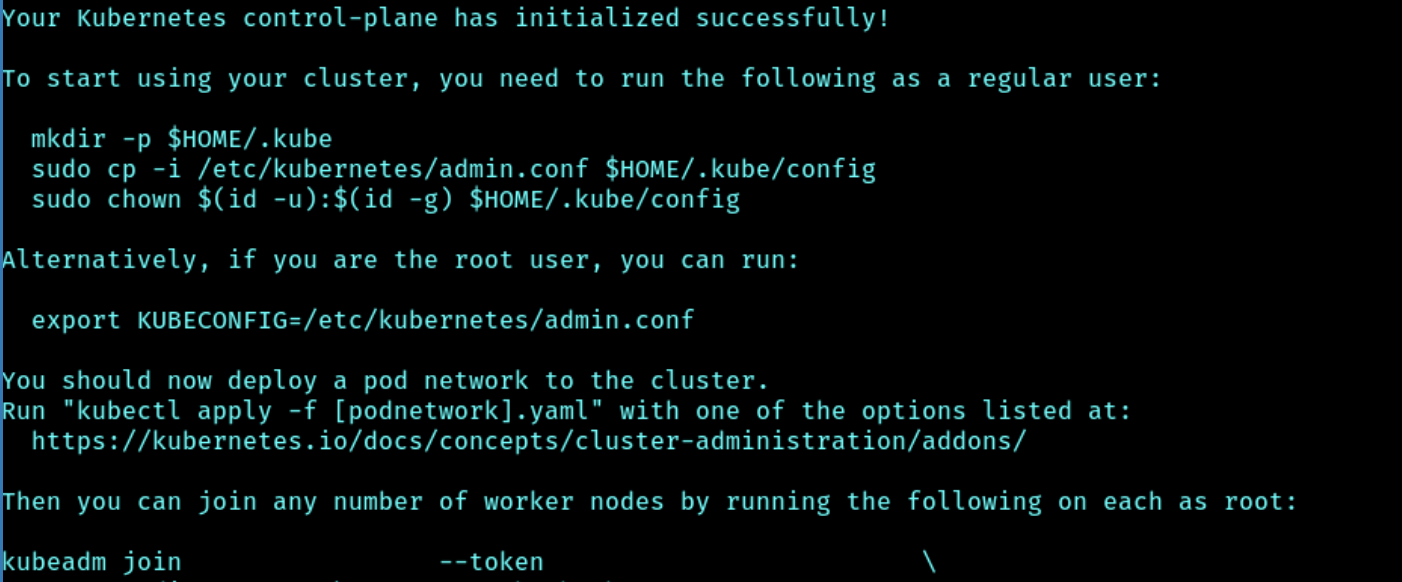 Your Kubernetes control-plane has initialized successfully!
To start using your cluster, you need to run the following as a regular user:
mkdir -p $HOME/.kube
sudo cp -i /etc/kubernetes/admin.conf $HOME/.kube/config
sudo chown $(id -u):$(id -g) $HOME/.kube/config
Alternatively, if you are the root user, you can run:
export KUBECONFIG=/etc/kubernetes/admin.conf
You should now deploy a pod network to the cluster.
Run "kubectl apply -f [podnetwork].yaml" with one of the options listed at:
https://kubernetes.io/docs/concepts/cluster-administration/addons/
Then you can join any number of worker nodes by running the following on each as root:
kubeadm join --token \